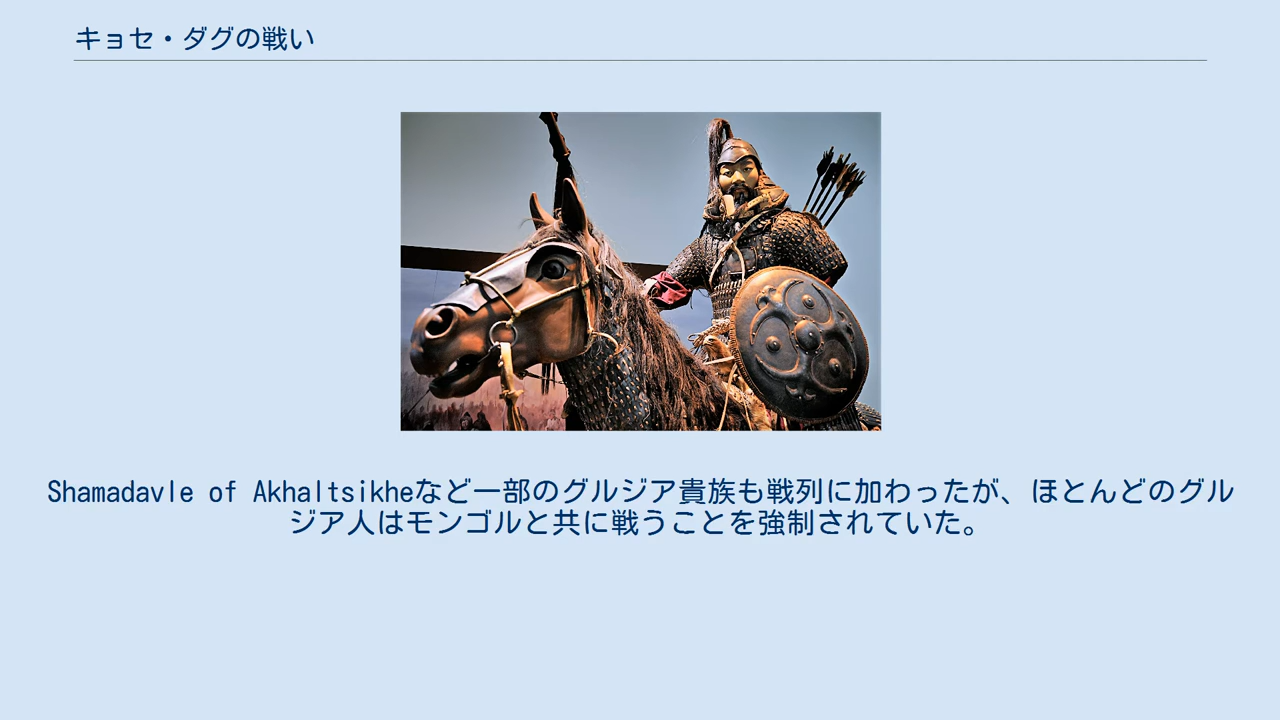 キョセ・ダグの戦い
Shamadavle of Akhaltsikheなど一部のグルジア貴族も戦列に加わったが、ほとんどのグル
ジア人はモンゴルと共に戦うことを強制されていた。